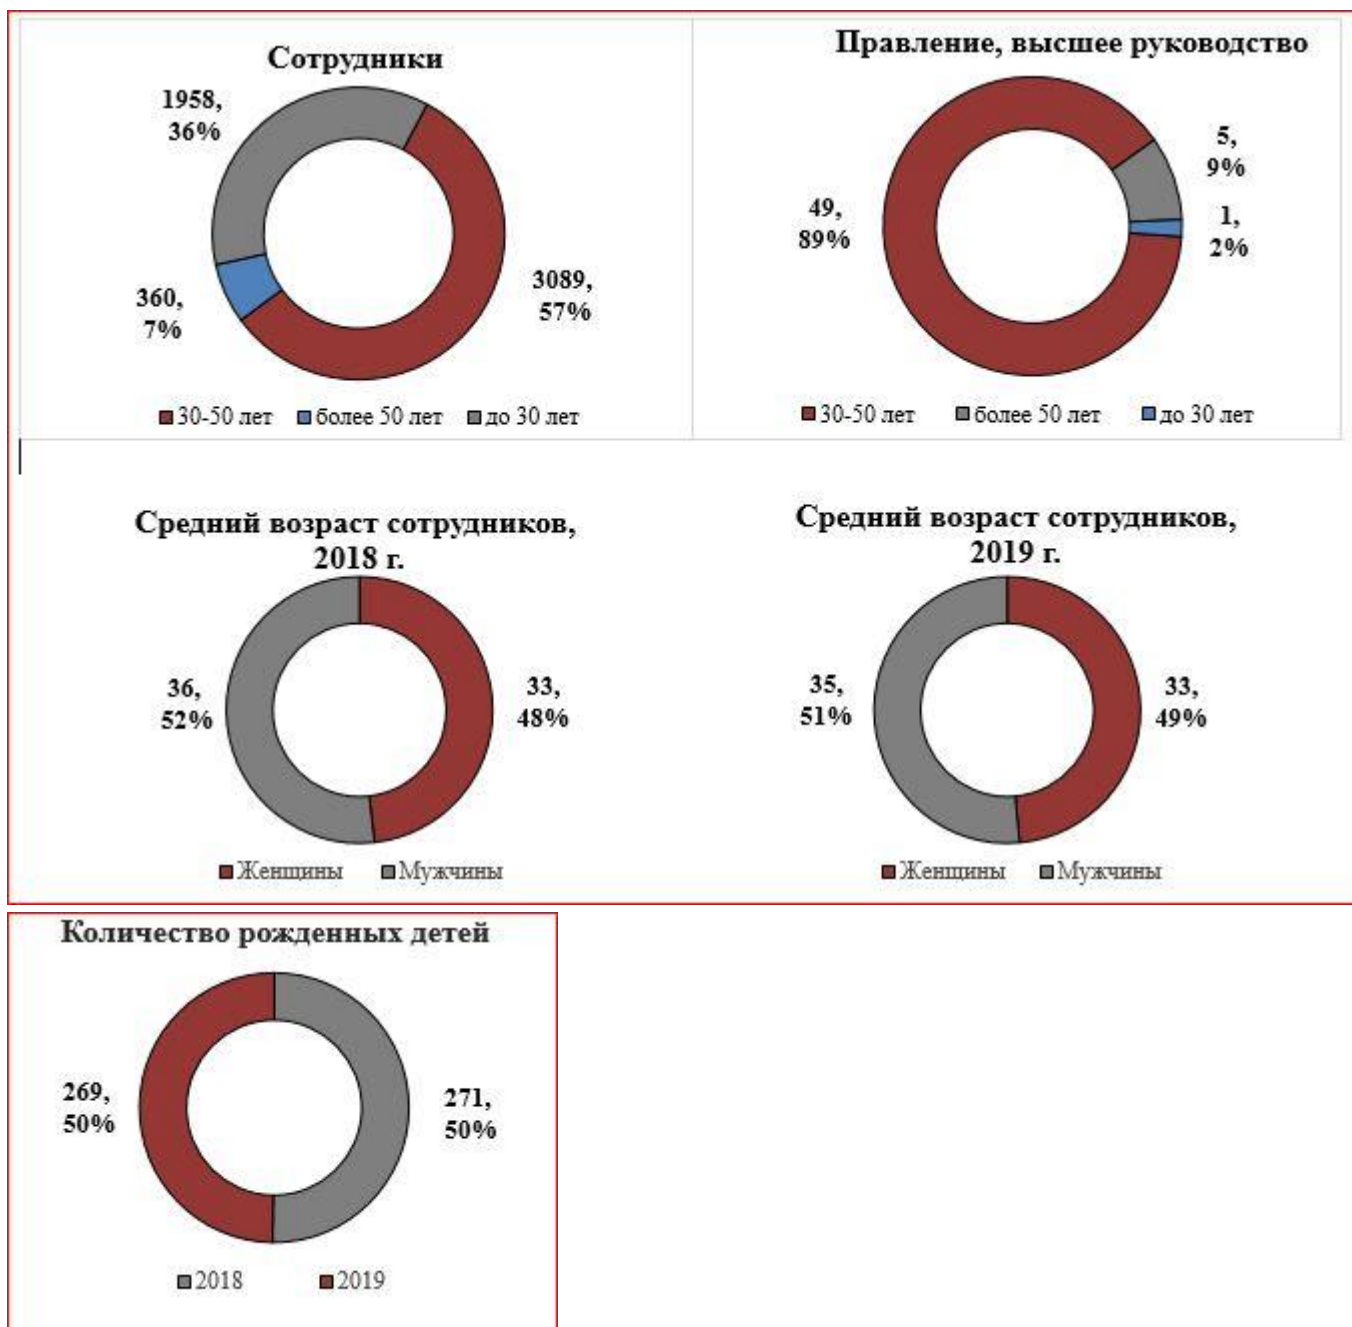 Сотрудники
1958,
36%
360,
7%
3089,
57%
30-50 лет более 50 лет до 30 лет
Правление, высшее руководство
5,
9%
49,
89%
1,
2%
30-50 лет более 50 лет до 30 лет
Средний возраст сотрудников,
2018 г.
36,
52%
33,
48%
Женщины Мужчины
Средний возраст сотрудников,
2019 г.
35,
51%
33,
49%
Женщины Мужчины
Количество рожденных детей
269,
50%
271,
50%
2018 2019